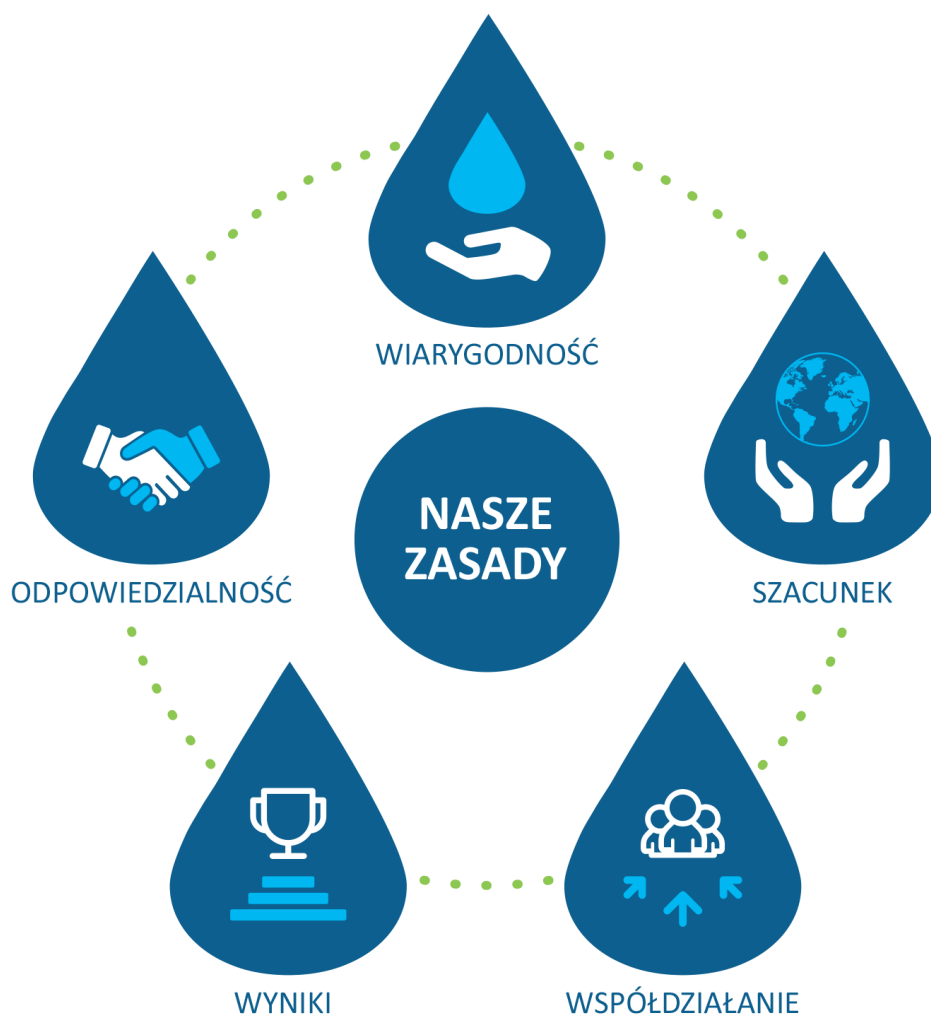 WIARYGODNOŚĆ
NASZE
ZASADY
ODPOWIEDZIALNOŚĆ
SZACUNEK
WYNIKI
WSPÓŁDZIAŁANIE